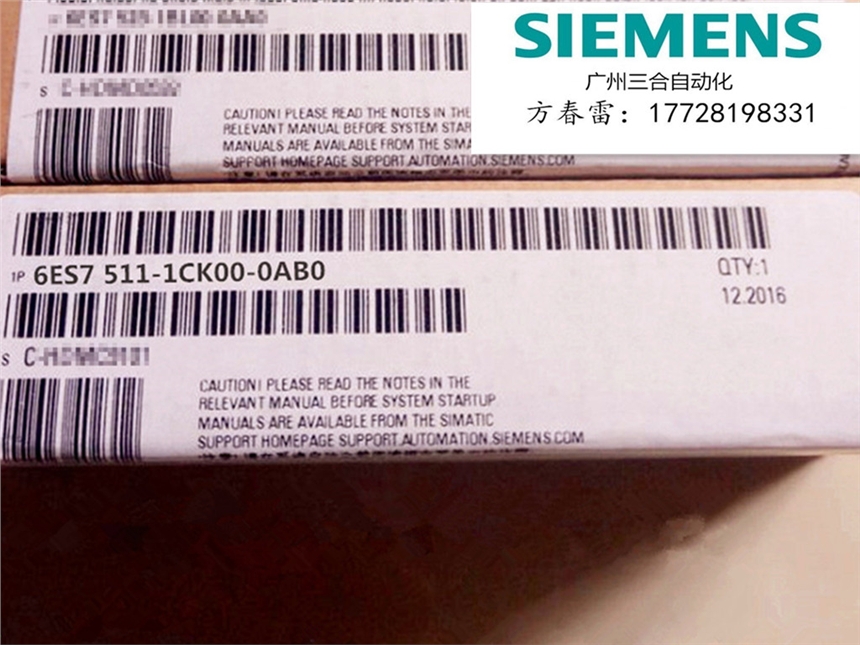 SIEMENS
广州三合自动化
方春雷：17728198331
S
CAUTION! PLEASE READ THE NOTES IN THE
RELEVANT MANUAL BEFORE SYSTEM STAR
MANUALS ARE AVAILABLE FROM THE SIMA
SUPPORT HOMEPAGE SUPPORT.AUTOMATION.SIEMENS.COM
1P 6ES7 511-1CK00-0AB0
QTY:1
12.2016
S
CAUTION! PLEASE READ THE NOTES IN THE
RELEVANT MANUAL BEFORE SYSTEM STARTUP.
MANUALS ARE AVAILABLE FROM THE SIMATIC
SUPPORT HOMEPAGE SUPPORT.AUTOMATION.SIEMENS.COM